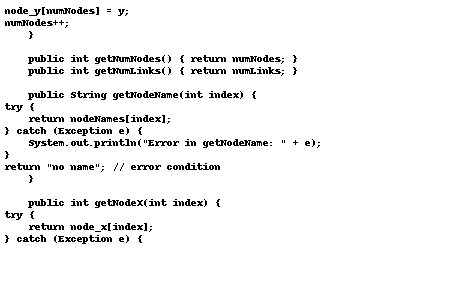 node_y[numNodes] = y;
numNodes++;
    }

    public int getNumNodes() { return numNodes; }
    public int getNumLinks() { return numLinks; }

    public String getNodeName(int index) {
try {
    return nodeNames[index];
} catch (Exception e) {
    System.out.println("Error in getNodeName: " + e);
}
return "no name"; // error condition
    }

    public int getNodeX(int index) {
try {
    return node_x[index];
} catch (Exception e) {